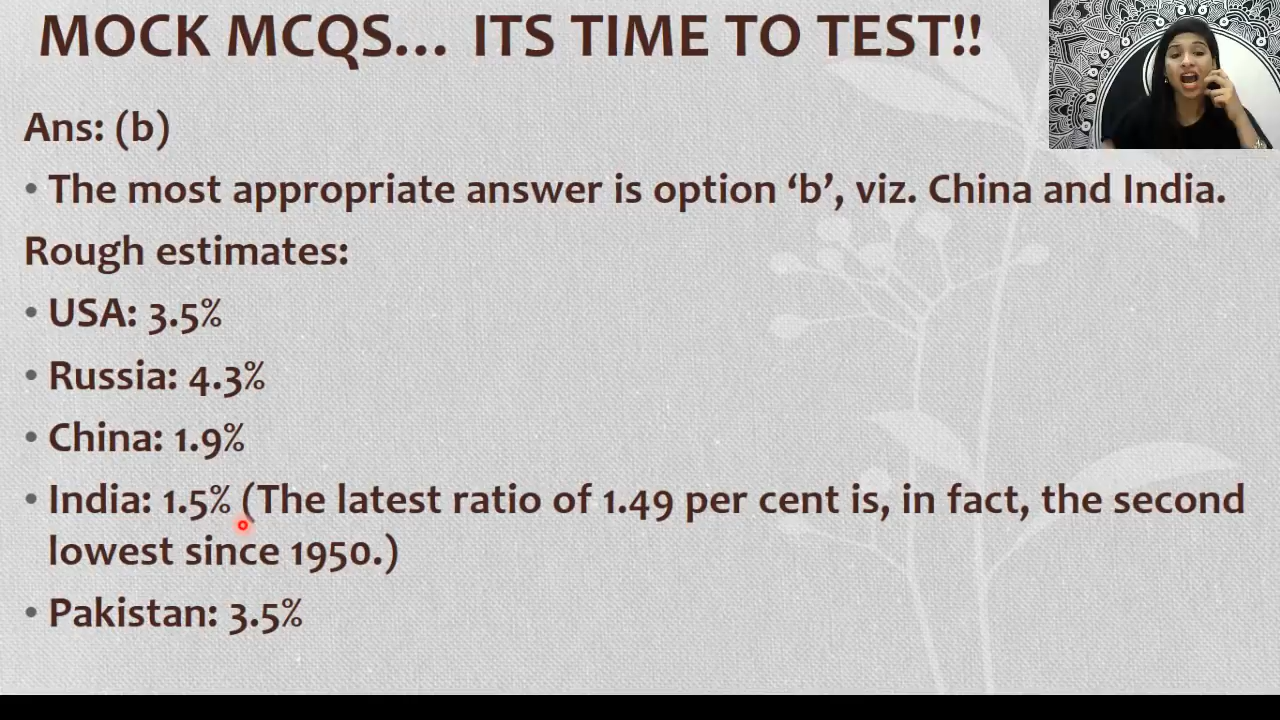 MOCK MCQS... ITS TIME TO TEST!!
Ans: (b)
• The most appropriate answer is option ‘b’, viz. China and India.
Rough estimates:
• USA: 3.5%
• Russia: 4.3%
• China: 1.9%
• India: 1.5% (The latest ratio of 1.49 per cent is, in fact, the second
lowest since 1950.)
• Pakistan: 3.5%